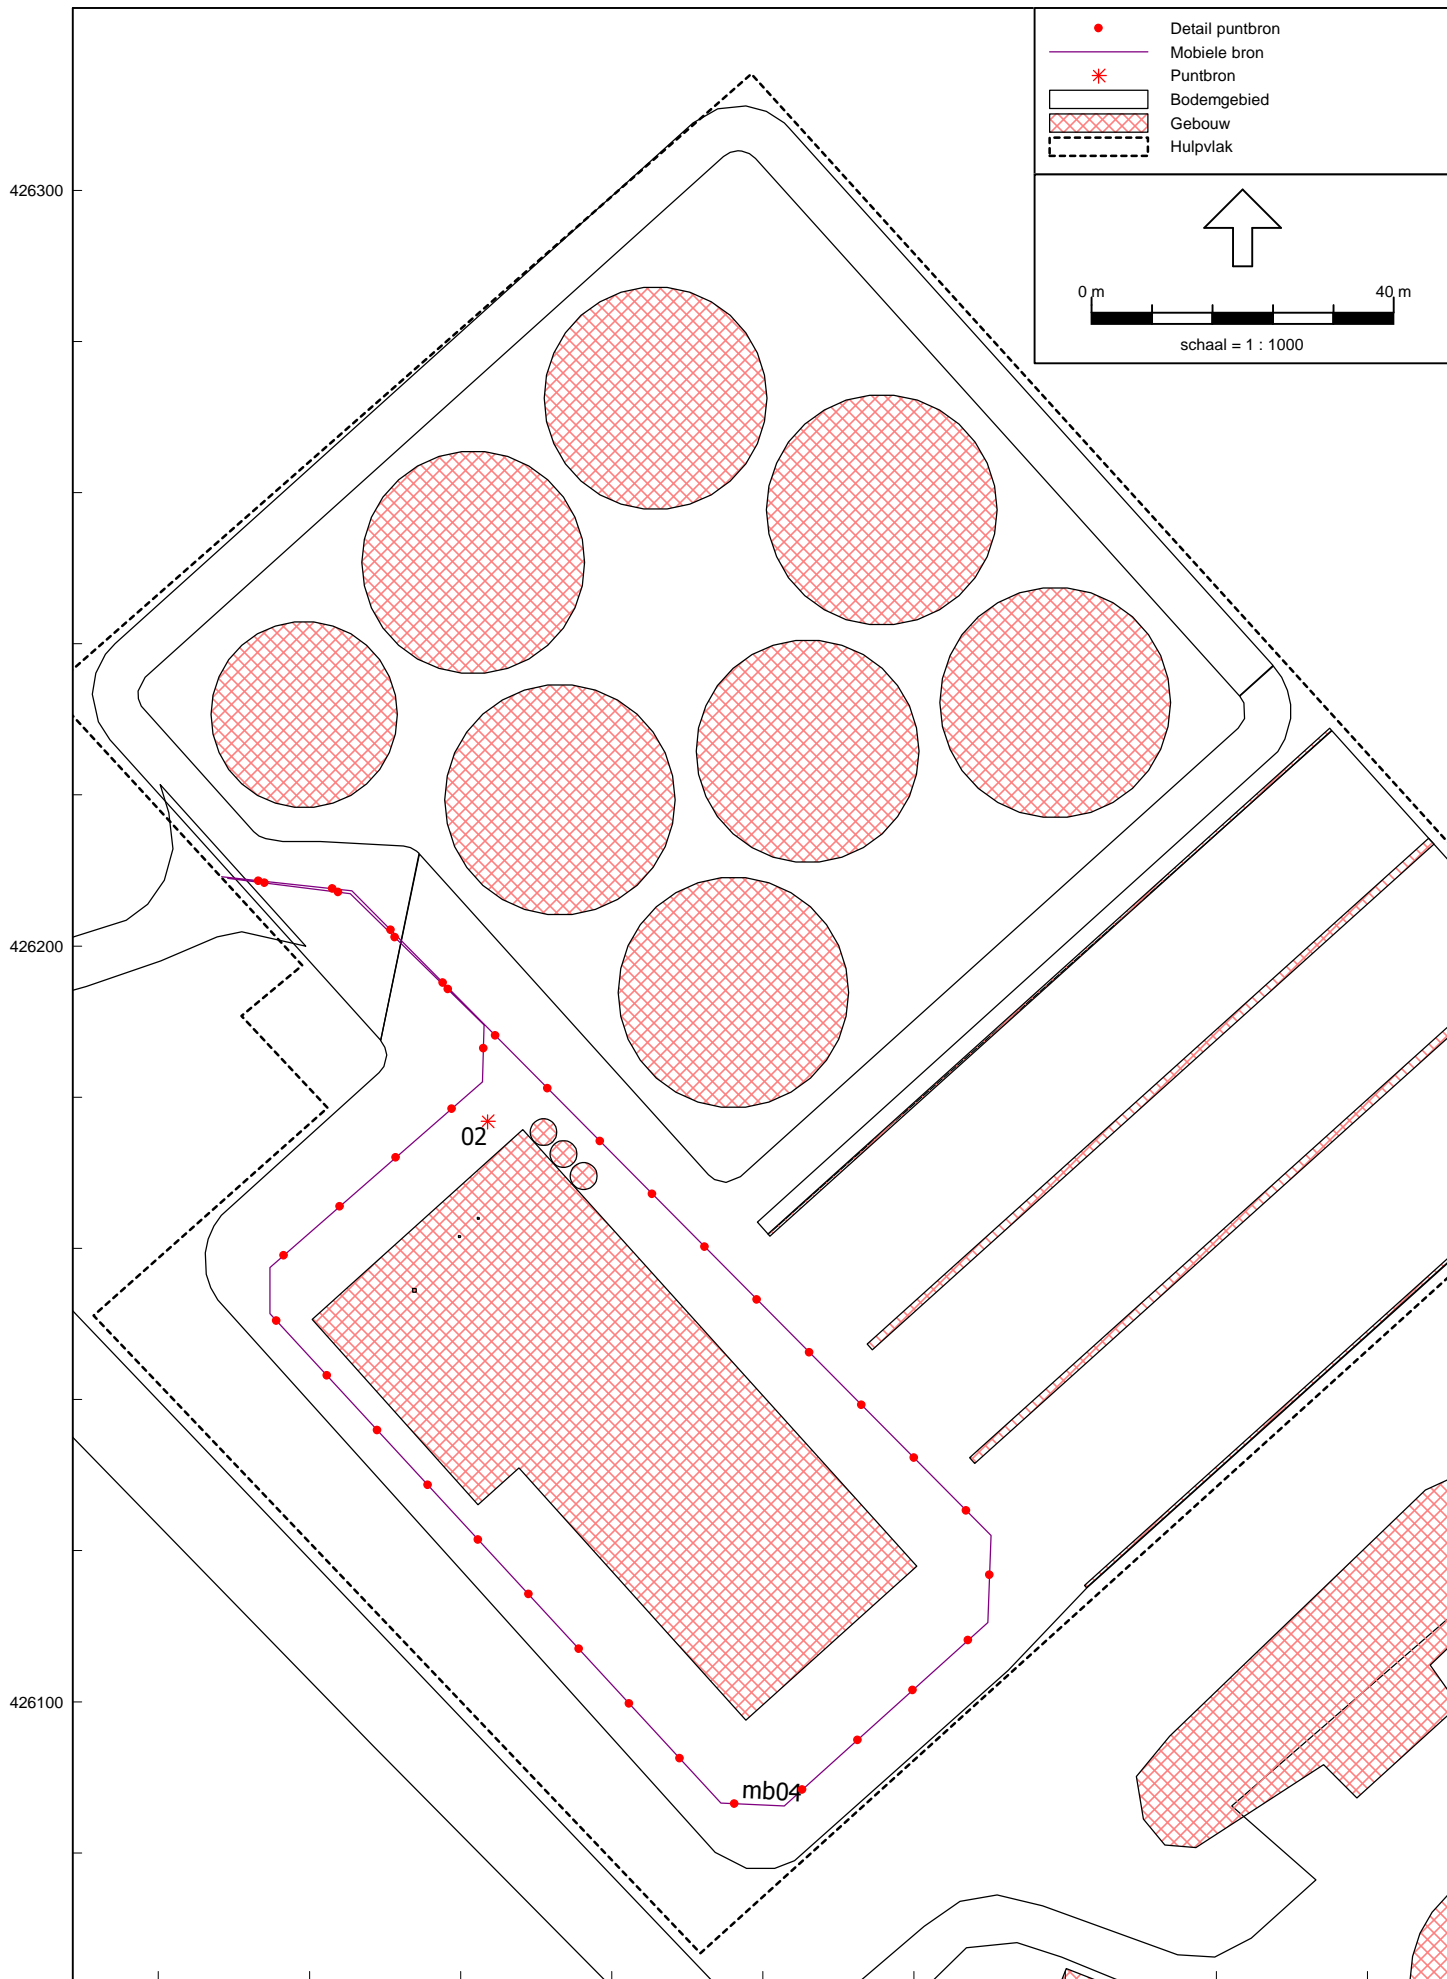 Detail puntbron
Mobiele bron
Puntbron
Bodemgebied
Gebouw
Hulpvlak
0 m 40 m
schaal = 1 : 1000
426300
426200
02
426100
mb04